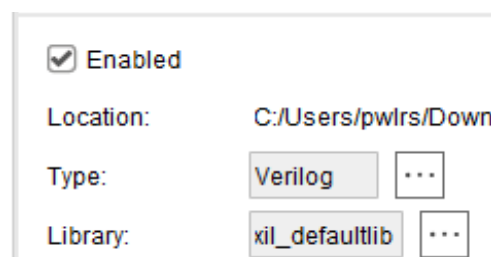 Enabled
Location: C:/Users/pwlrs/Down
Type: Verilog ...
Library: xil_defaultlib ...